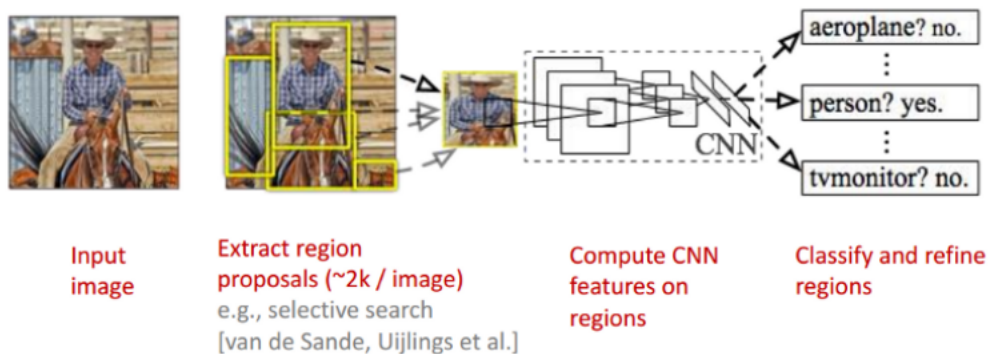 aeroplane? no.
person? yes.
tvmonitor? no.
CNN
Input
image
Extract region
proposals (~2k / image)
e.g., selective search
[van de Sande, Uijlings et al.]
Compute CNN
features on
regions
Classify and refine
regions